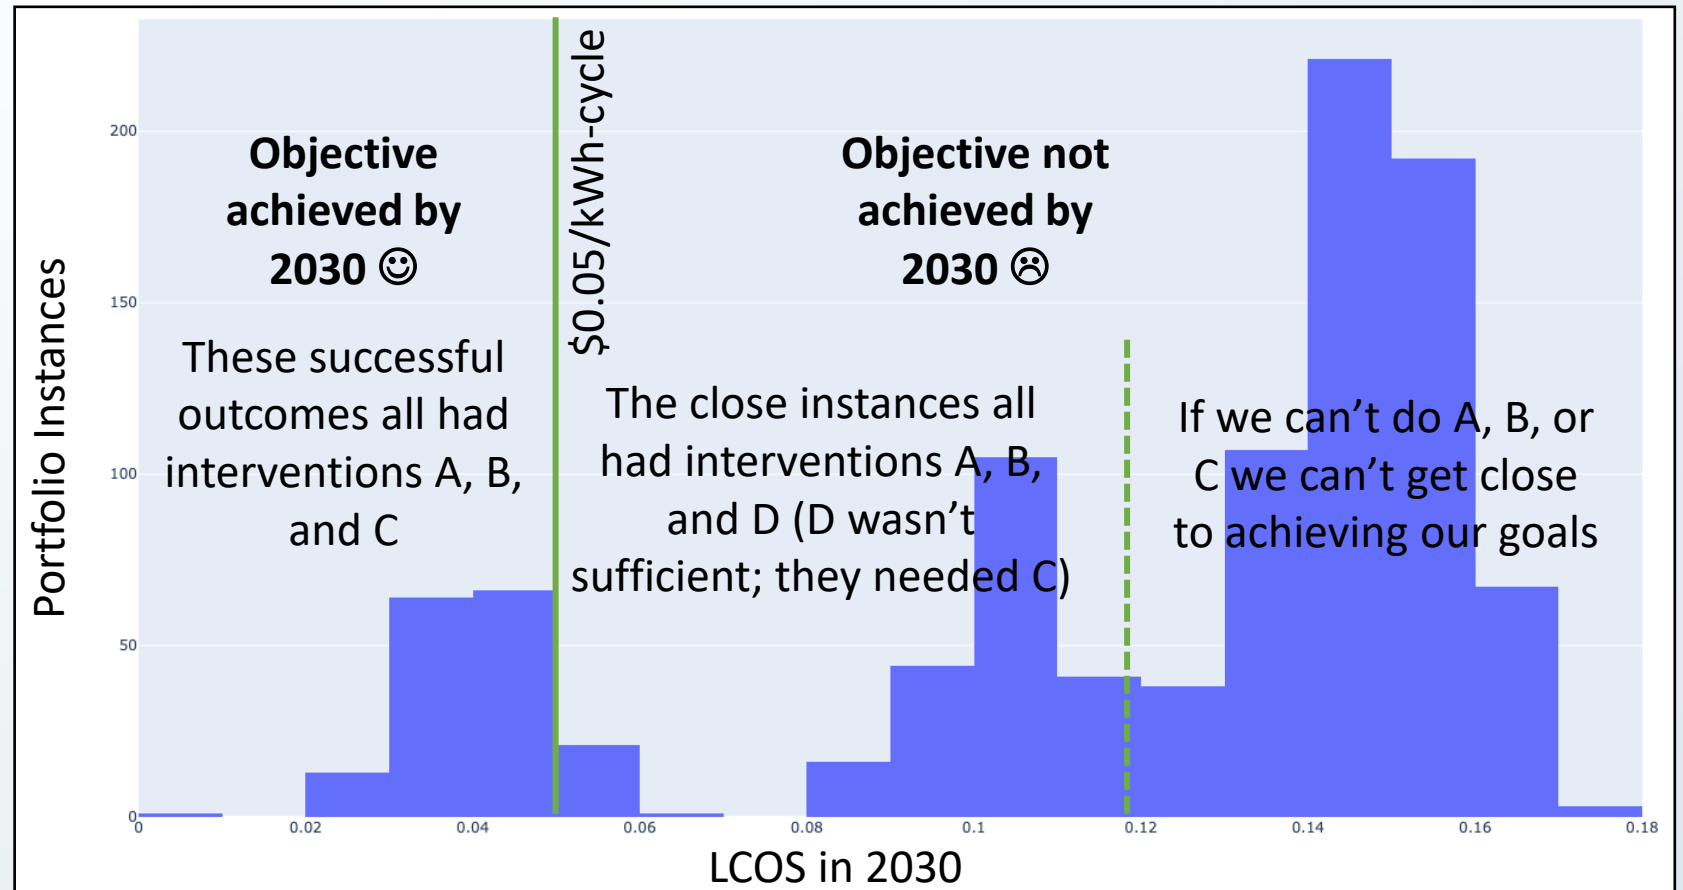 Objective
achieved by
2030 ☺
These successful
outcomes all had
interventions A, B,
and C
$0.05/kWh-cycle
Objective not
achieved by
2030 ☹
The close instances all
had interventions A, B,
and D (D wasn’t
sufficient; they needed C)
If we can’t do A, B, or
C we can’t get close
to achieving our goals
Portfolio Instances
200
150
100
50
0
0
0.02
0.04
0.06
0.08
0.1
0.12
0.14
0.16
0.18
LCOS in 2030